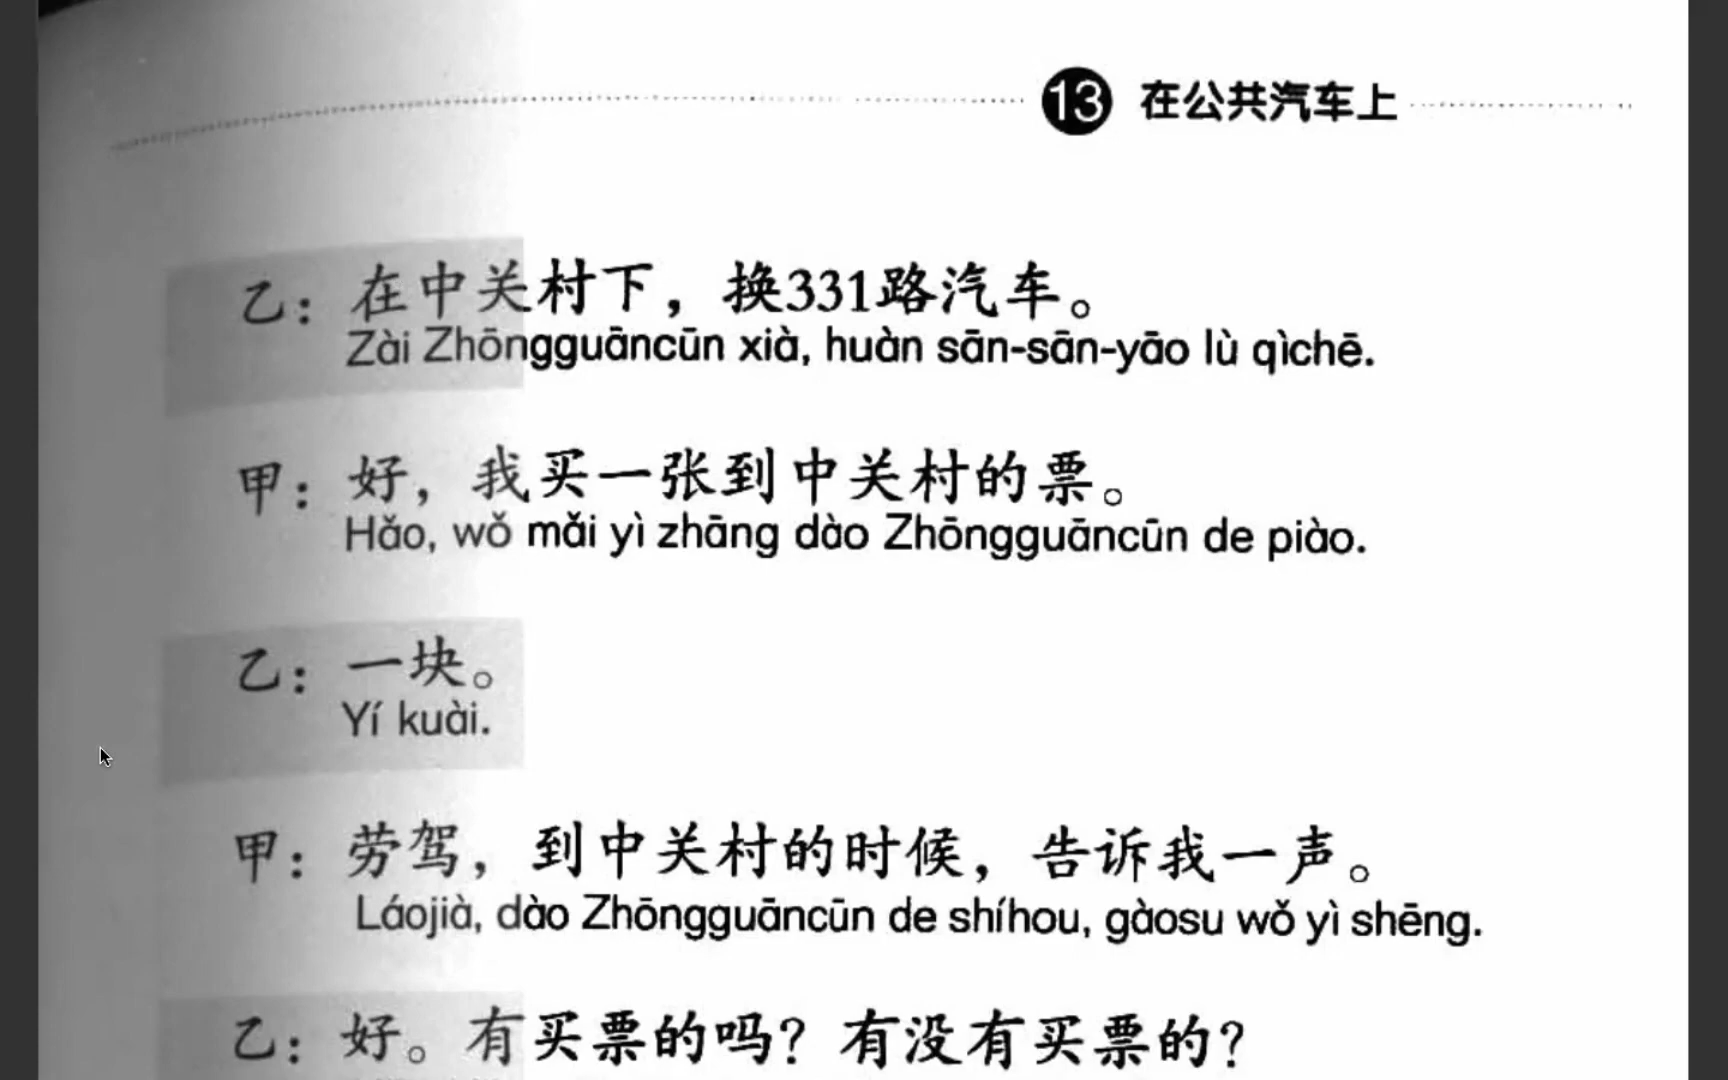 13 在公共汽车上
乙：在中关村下，换331路汽车。
Zài Zhōngguāncūn xià, huàn sān-sān-yāo lù qìchē.
甲：好，我买一张到中关村的票。
Hǎo, wǒ mǎi yì zhāng dào Zhōngguāncūn de piào.
乙：一块。
Yí kuài.
甲：劳驾，到中关村的时候，告诉我一声。
Láojià, dào Zhōngguāncūn de shíhou, gàosu wǒ yì shēng.
乙：好。有买票的吗？有没有买票的？